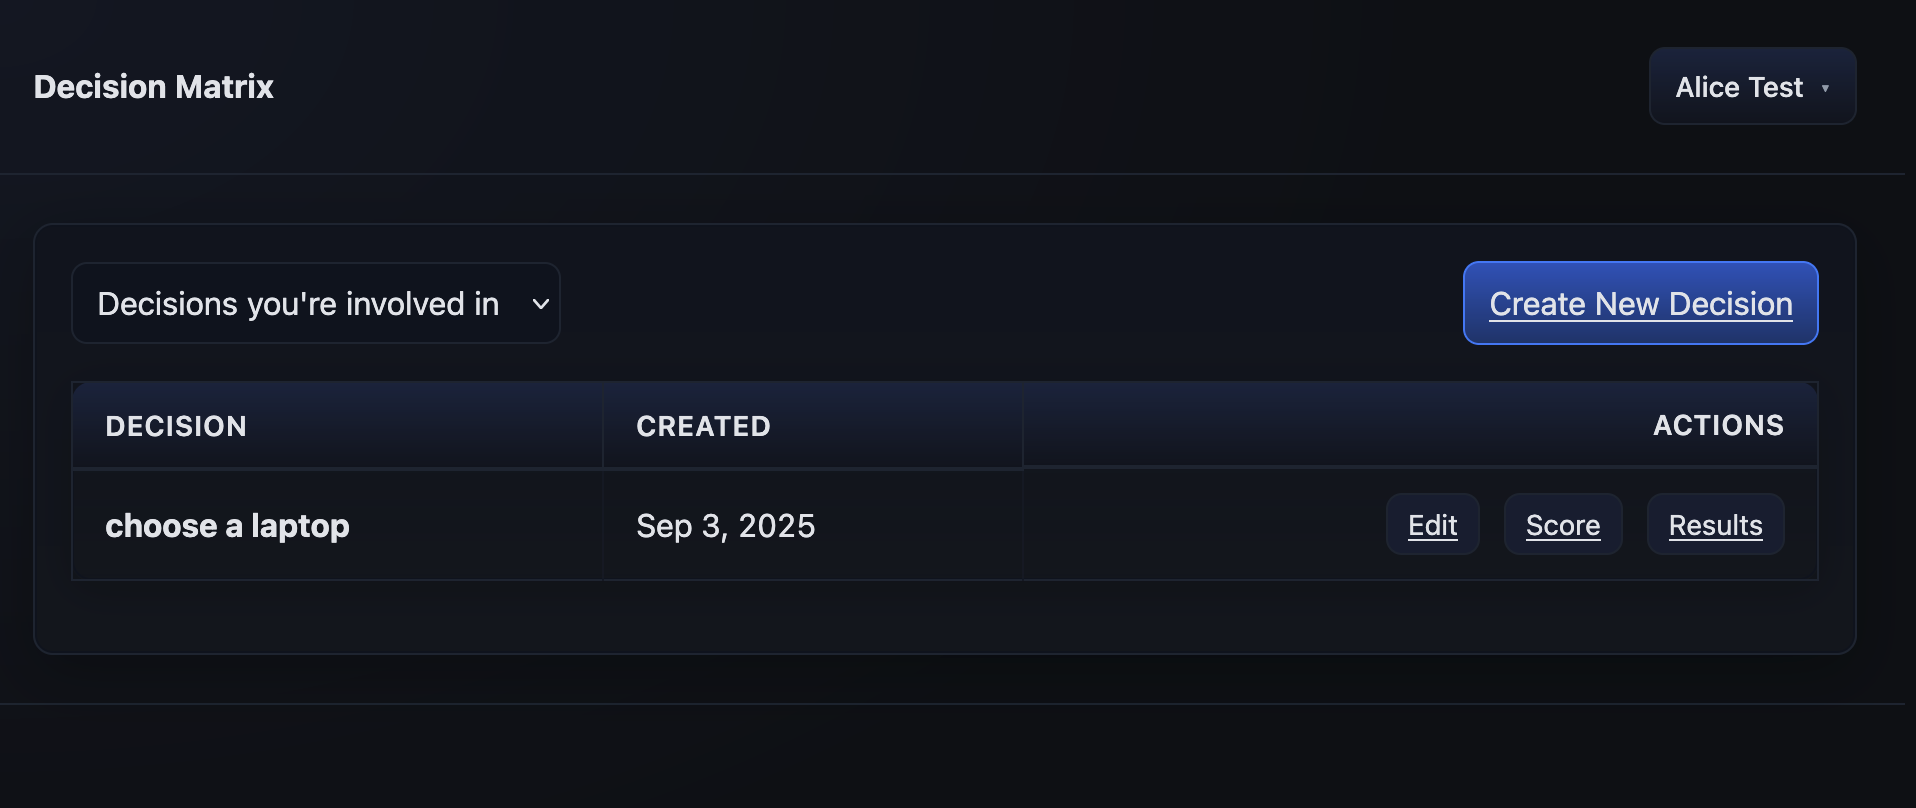 Decision Matrix
Alice Test
Decisions you're involved in
Create New Decision
DECISION CREATED ACTIONS
choose a laptop Sep 3, 2025 Edit Score Results